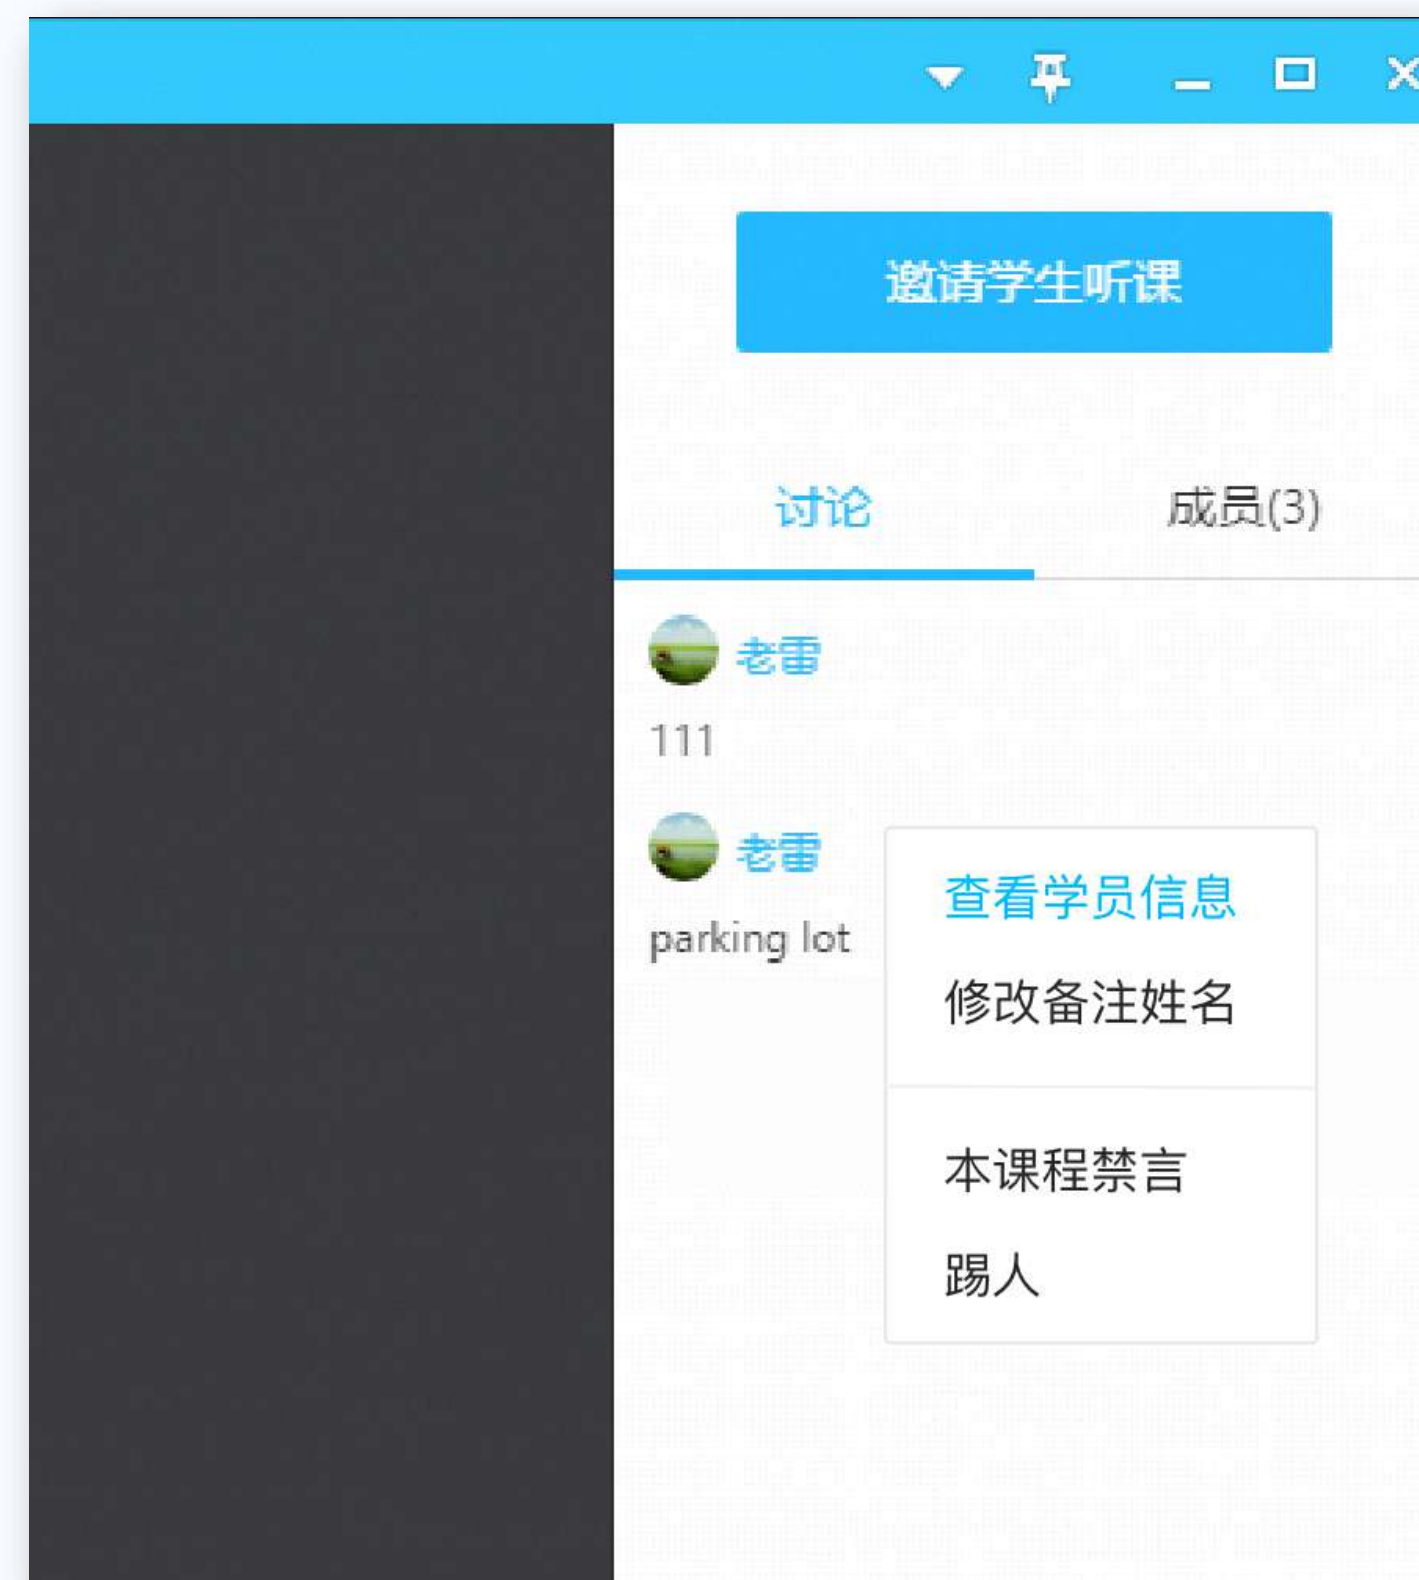 邀请学生听课
讨论
成员(3)
老雷
111
老雷
parking lot
查看学员信息
修改备注姓名
本课程禁言
踢人